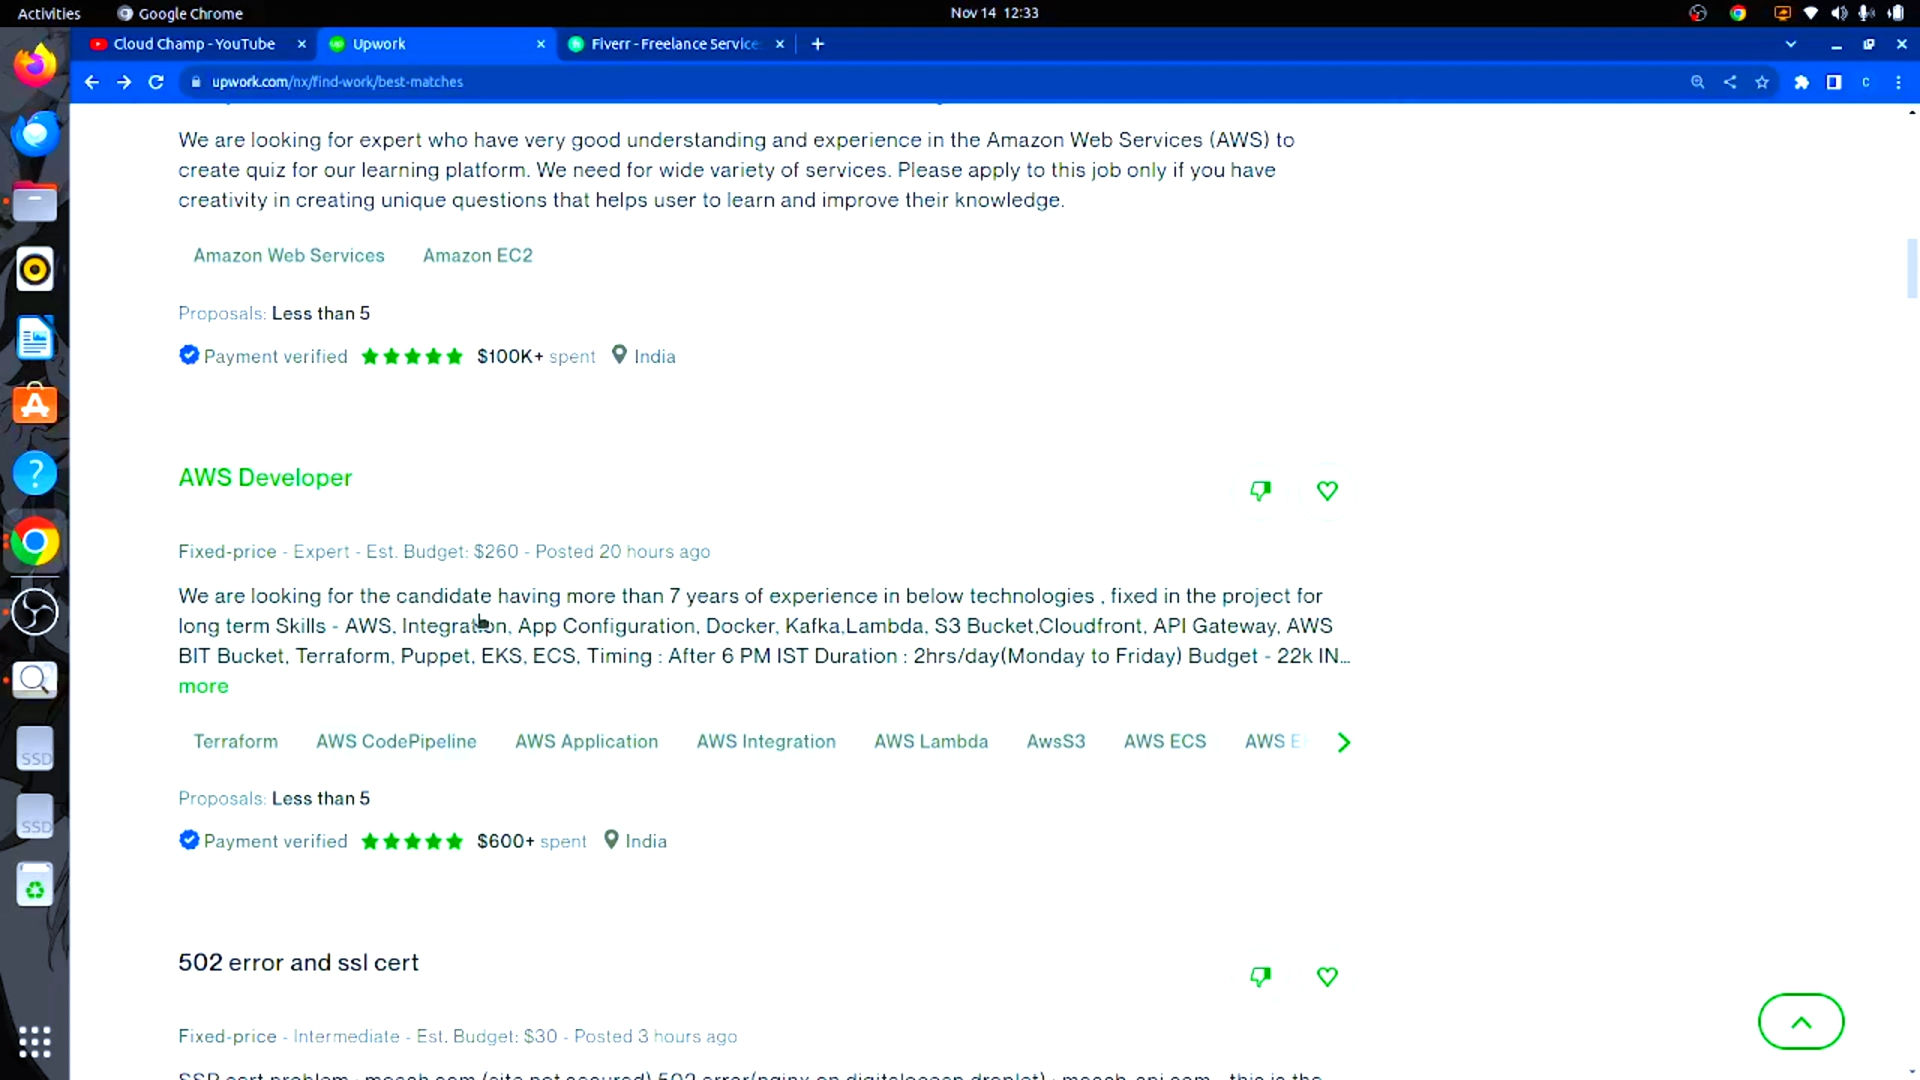 Activities
Google Chrome
Nov 14 12:33
Cloud Champ - YouTube
Upwork
Fiverr - Freelance Service
upwork.com/nx/find-work/best-matches
We are looking for expert who have very good understanding and experience in the Amazon Web Services (AWS) to
create quiz for our learning platform. We need for wide variety of services. Please apply to this job only if you have
creativity in creating unique questions that helps user to learn and improve their knowledge.
Amazon Web Services Amazon EC2
Proposals: Less than 5
Payment verified $100K+ spent India
AWS Developer
Fixed-price - Expert - Est. Budget: $260 - Posted 20 hours ago
We are looking for the candidate having more than 7 years of experience in below technologies , fixed in the project for
long term Skills - AWS, Integration, App Configuration, Docker, Kafka,Lambda, S3 Bucket,Cloudfront, API Gateway, AWS
BIT Bucket, Terraform, Puppet, EKS, ECS, Timing : After 6 PM IST Duration : 2hrs/day(Monday to Friday) Budget - 22k IN...
more
Terraform AWS CodePipeline AWS Application AWS Integration AWS Lambda AwsS3 AWS ECS AWS
Proposals: Less than 5
Payment verified $600+ spent India
502 error and ssl cert
Fixed-price - Intermediate - Est. Budget: $30 - Posted 3 hours ago
SSD
SSD
C